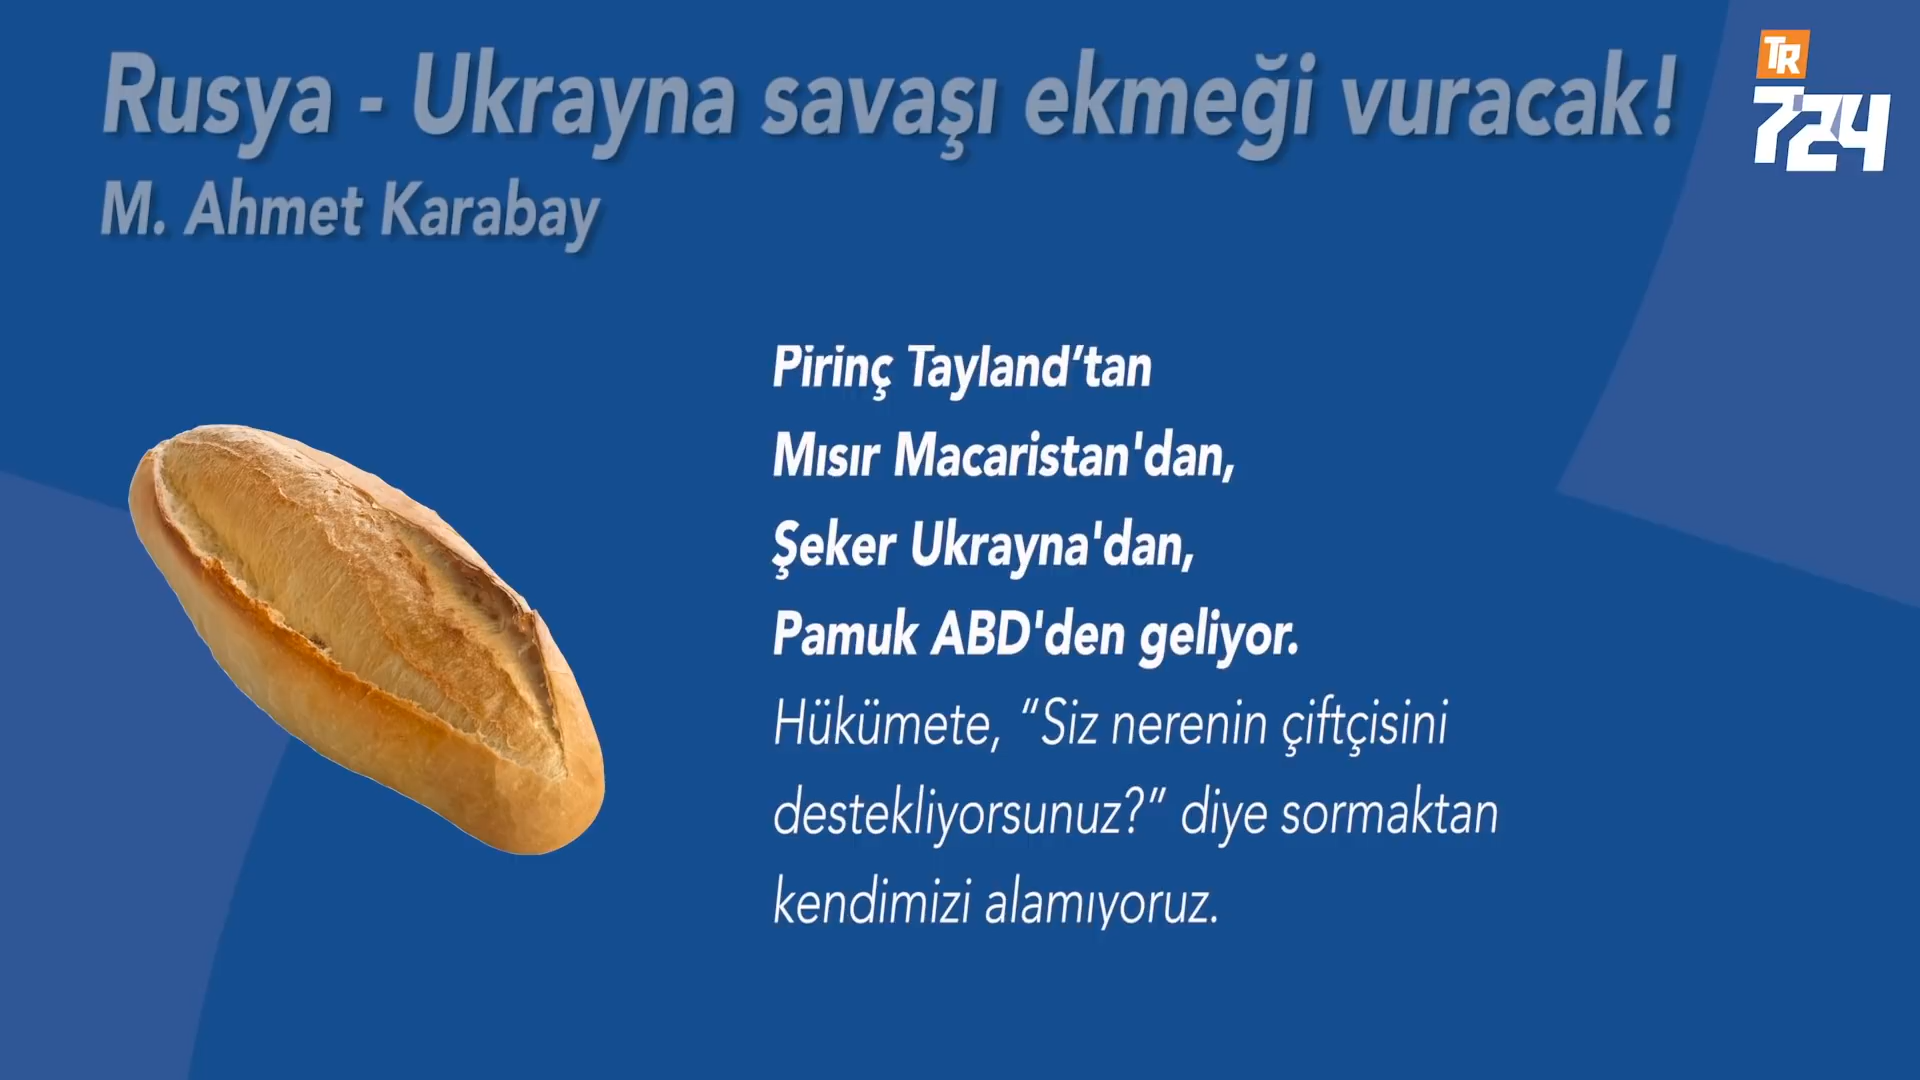 Rusya - Ukrayna savaşı ekmeği vuracak!
M. Ahmet Karabay
TR
724
Pirinç Tayland’tan
Mısır Macaristan'dan,
Şeker Ukrayna'dan,
Pamuk ABD'den geliyor.
Hükümete, “Siz nerenin çiftçisini
destekliyorsunuz?” diye sormaktan
kendimizi alamıyoruz.